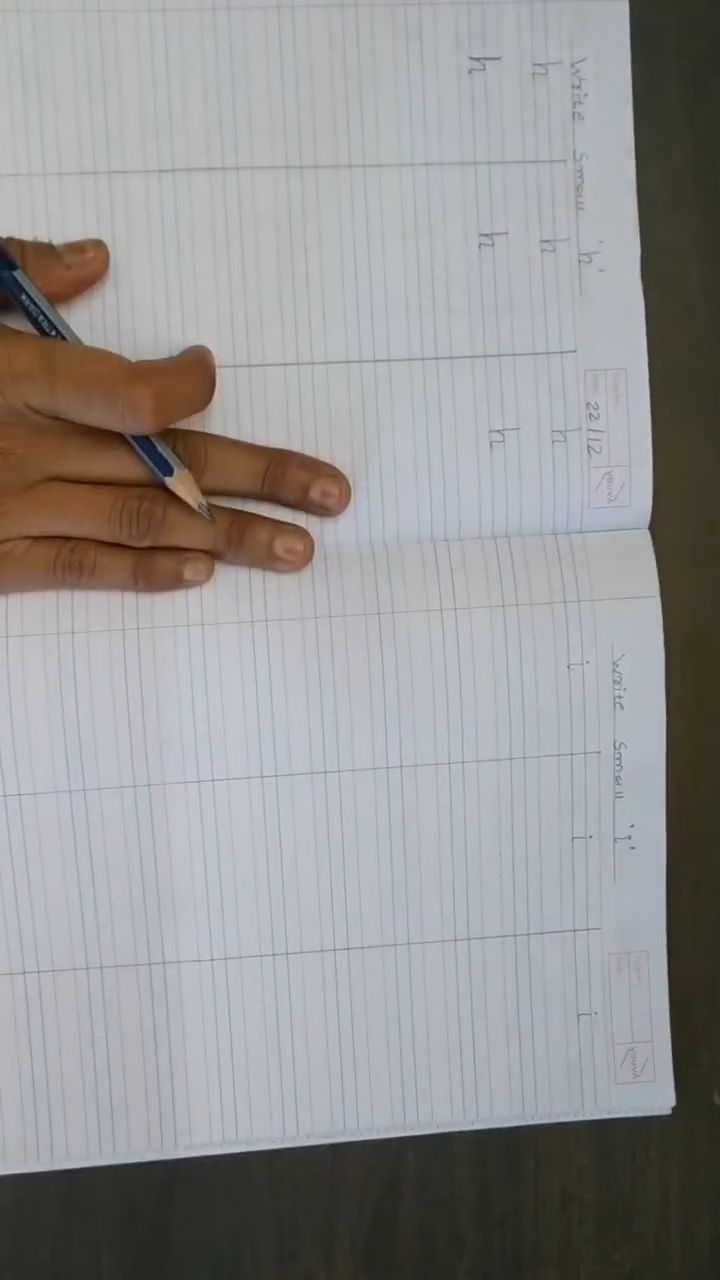 Write small 'h'
22/12
h h h
h h h
Write small 'i'
i i i